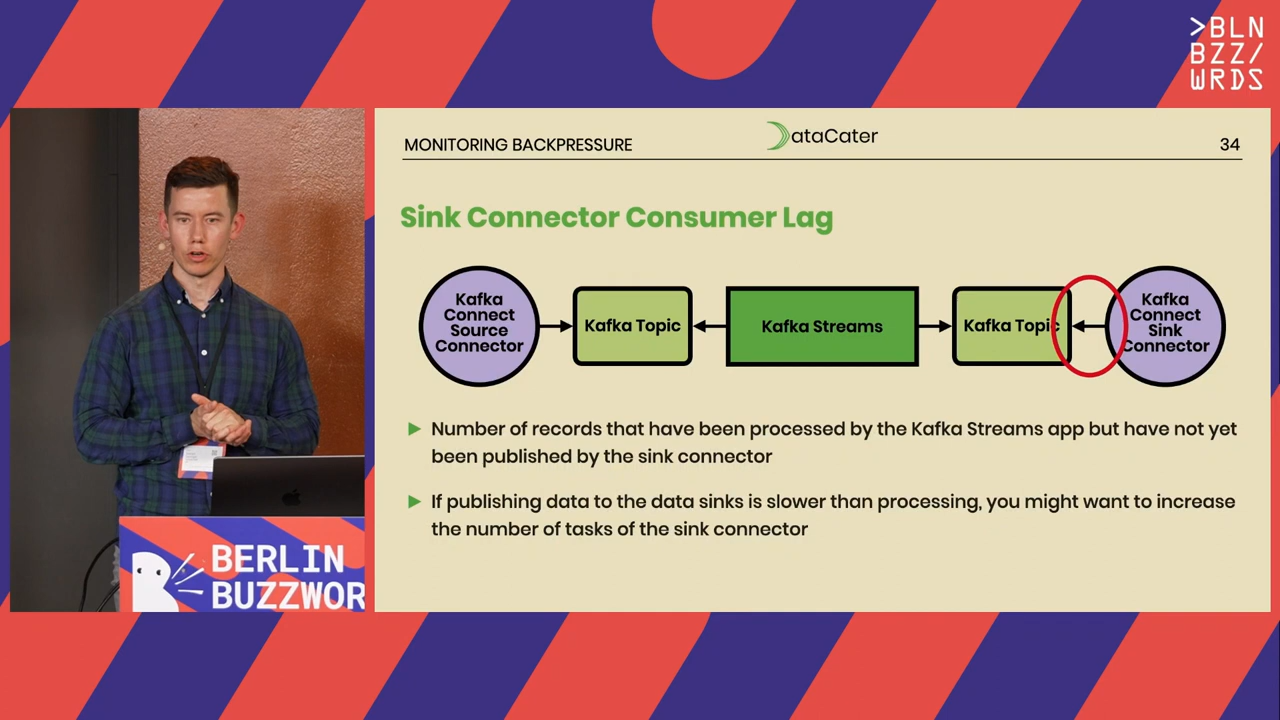 >BLN
BZZ/
WRDS
MONITORING BACKPRESSURE
DataCater
34
Sink Connector Consumer Lag
Kafka
Connect
Source
Connector
Kafka Topic
Kafka Streams
Kafka Topic
Kafka
Connect
Sink
Connector
Number of records that have been processed by the Kafka Streams app but have not yet
been published by the sink connector
If publishing data to the data sinks is slower than processing, you might want to increase
the number of tasks of the sink connector
BERLIN
BUZZWOR